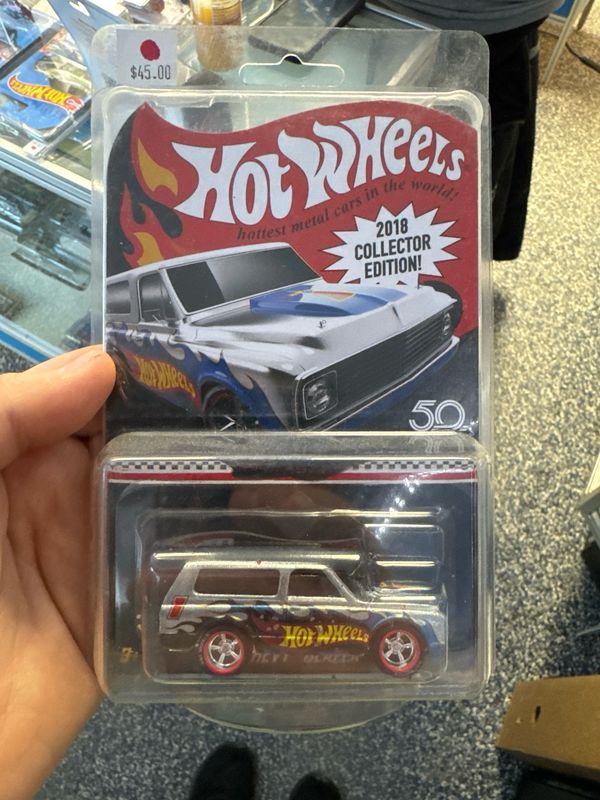 $45.00
HOT WHEELS
hottest metal cars in the world!
2018
COLLECTOR
EDITION!
HOT WHEELS
50
HOT WHEELS